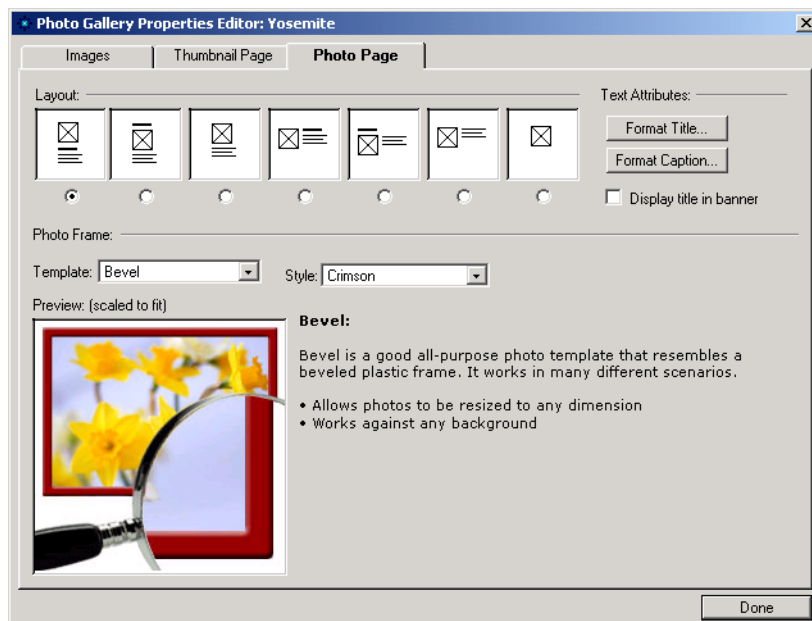 Photo Gallery Properties Editor: Yosemite
Images
Thumbnail Page
Photo Page
Layout:
Text Attributes:
Format Title...
Format Caption...
Display title in banner
Photo Frame:
Template: Bevel
Style: Crimson
Preview: (scaled to fit)
Bevel:
Bevel is a good all-purpose photo template that resembles a
beveled plastic frame. It works in many different scenarios.
• Allows photos to be resized to any dimension
• Works against any background
Done